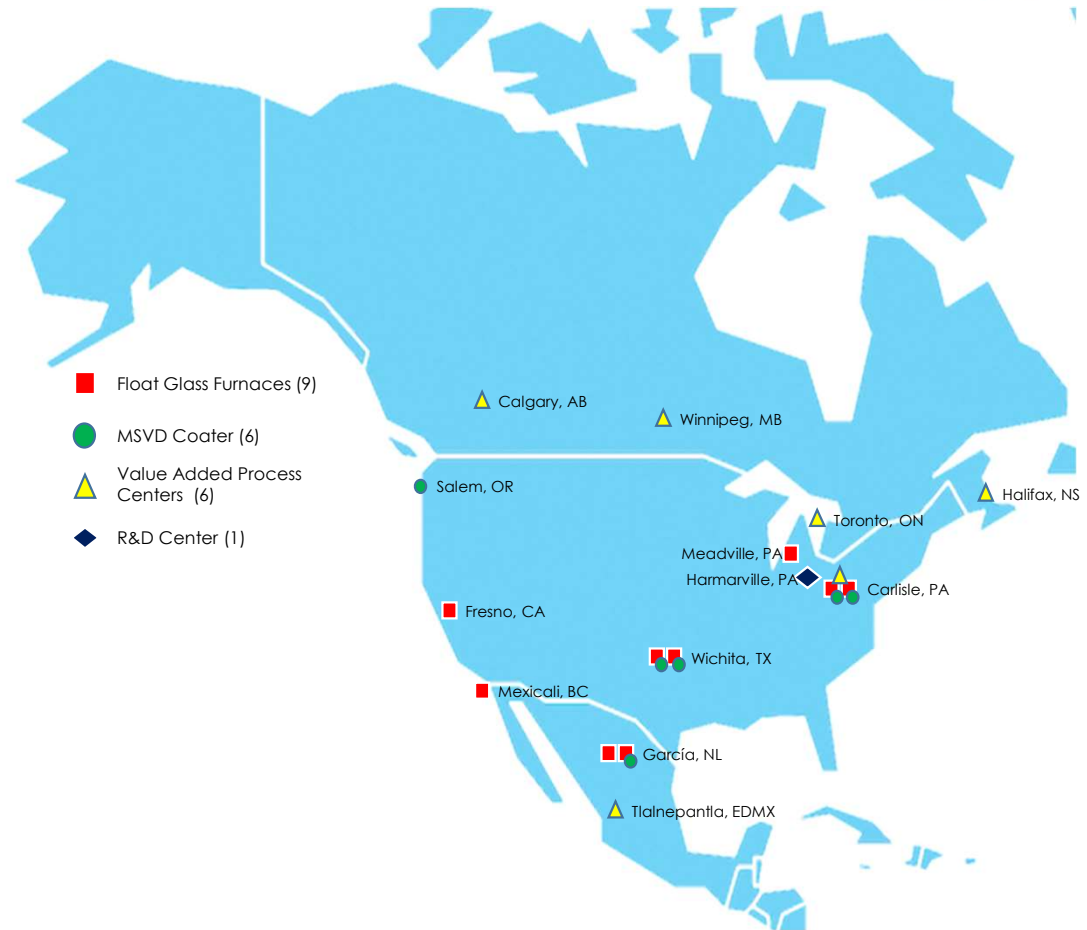 Float Glass Furnaces (9)
MSVD Coater (6)
Value Added Process
Centers  (6)
R&D Center (1)
Calgary, AB
Winnipeg, MB
Salem, OR
Halifax, NS
Toronto, ON
Meadville, PA
Harmarville, PA
Carlisle, PA
Fresno, CA
Wichita, TX
Mexicali, BC
García, NL
Tlalnepantla, EDMX